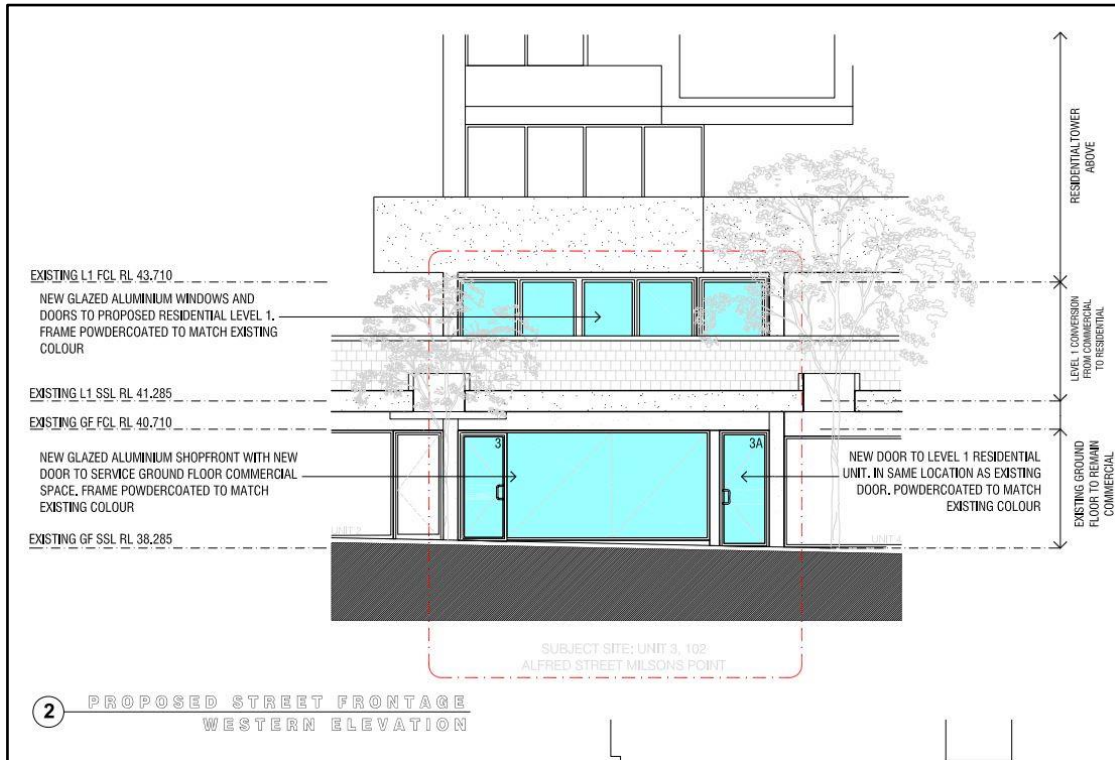 RESIDENTIAL TOWER
ABOVE
EXISTING L1 FCL RL 43.710
NEW GLAZED ALUMINIUM WINDOWS AND
DOORS TO PROPOSED RESIDENTIAL LEVEL 1.
FRAME POWDERCOATED TO MATCH EXISTING
COLOUR
LEVEL 1 CONVERSION
FROM COMMERCIAL
TO RESIDENTIAL
EXISTING L1 SSL RL 41.285
EXISTING GF FCL RL 40.710
NEW GLAZED ALUMINIUM SHOPFRONT WITH NEW
DOOR TO SERVICE GROUND FLOOR COMMERCIAL
SPACE. FRAME POWDERCOATED TO MATCH
EXISTING COLOUR
3
3A
NEW DOOR TO LEVEL 1 RESIDENTIAL
UNIT. IN SAME LOCATION AS EXISTING
DOOR. POWDERCOATED TO MATCH
EXISTING COLOUR
EXISTING GROUND
FLOOR TO REMAIN
COMMERCIAL
UNIT 2
UNIT 4
EXISTING GF SSL RL 38.285
SUBJECT SITE: UNIT 3, 102
ALFRED STREET MILSONS POINT
2
PROPOSED STREET FRONTAGE
WESTERN ELEVATION